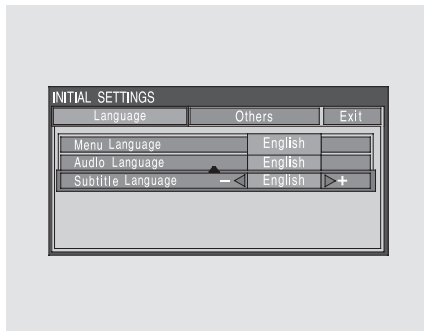 INITIAL SETTINGS
Language Others Exit
Menu Language English
Audio Language English
Subtitle Language − English +